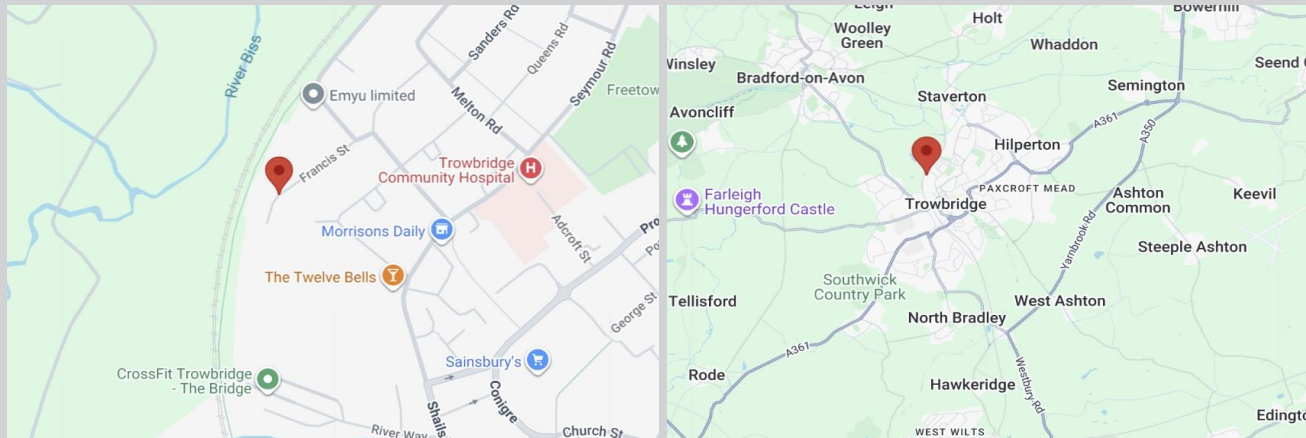 Sanders Rd
Queens Rd
Seymour Rd
River Biss
Emyu limited
Melton Rd
Francis St
Trowbridge
Community Hospital
Morrisons Daily
Adcroft St
The Twelve Bells
George St
Sainsbury's
CrossFit Trowbridge
- The Bridge
Conigre
Shails
River Way
Church St
Holt
Bowerhill
Woolley
Green
Whaddon
Bradford-on-Avon
Semington
Staverton
Avoncliff
A361
A350
Hilperton
PAXCROFT MEAD
Farleigh
Hungerford Castle
Trowbridge
Ashton
Common
Keevil
Yarnbrook Rd
Steeple Ashton
Southwick
Country Park
Tellisford
West Ashton
North Bradley
A361
Rode
Westbury Rd
Hawkeridge
WEST WILTS